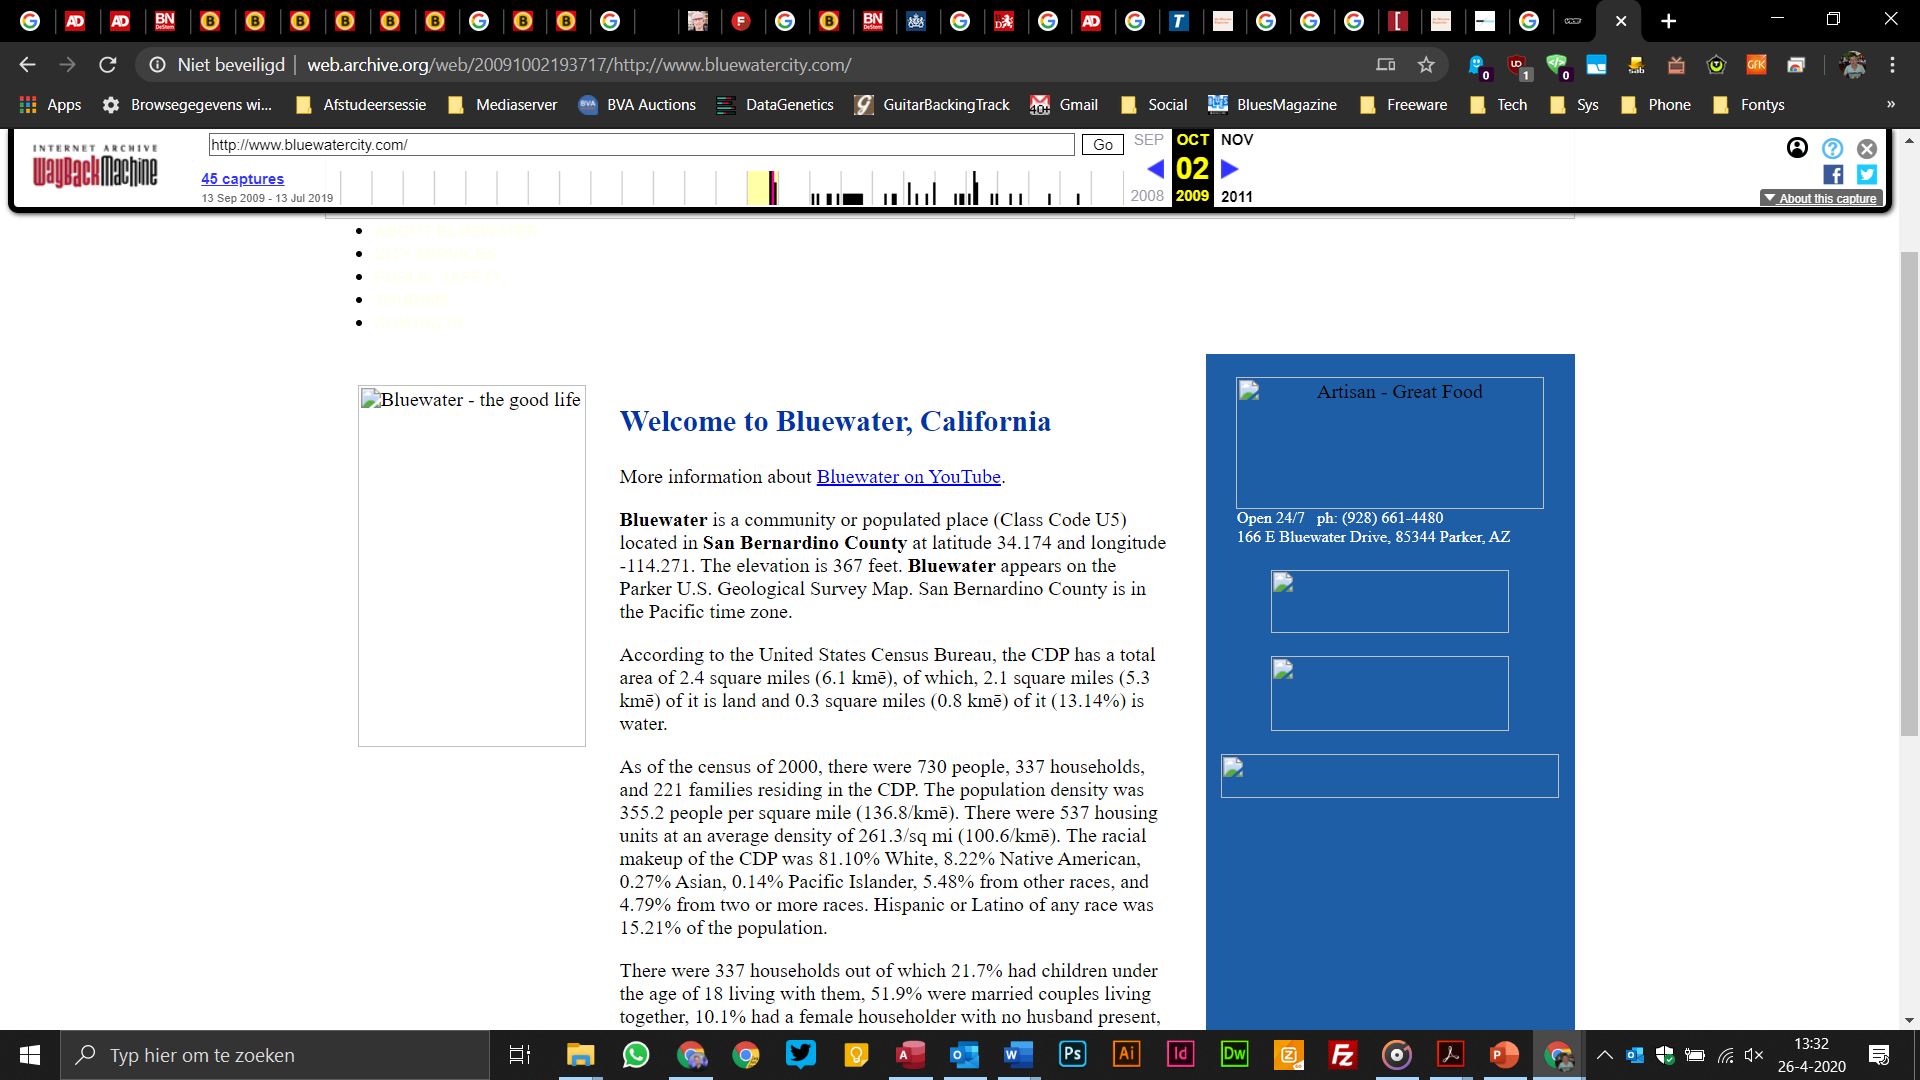 Niet beveiligd | web.archive.org/web/20091002193717/http://www.bluewatercity.com/
Apps Browsegegevens wi... Afstudeersessie Mediaserver BVA Auctions DataGenetics GuitarBackingTrack Gmail Social BluesMagazine Freeware Tech Sys Phone Fontys »
INTERNET ARCHIVE
WayBackMachine
http://www.bluewatercity.com/ Go
45 captures
13 Sep 2009 - 13 Jul 2019
SEP OCT NOV
02
2008 2009 2011
About this capture
Bluewater - the good life
Welcome to Bluewater, California
More information about Bluewater on YouTube.
Bluewater is a community or populated place (Class Code U5)
located in San Bernardino County at latitude 34.174 and longitude
-114.271. The elevation is 367 feet. Bluewater appears on the
Parker U.S. Geological Survey Map. San Bernardino County is in
the Pacific time zone.
According to the United States Census Bureau, the CDP has a total
area of 2.4 square miles (6.1 kmē), of which, 2.1 square miles (5.3
kmē) of it is land and 0.3 square miles (0.8 kmē) of it (13.14%) is
water.
As of the census of 2000, there were 730 people, 337 households,
and 221 families residing in the CDP. The population density was
355.2 people per square mile (136.8/kmē). There were 537 housing
units at an average density of 261.3/sq mi (100.6/kmē). The racial
makeup of the CDP was 81.10% White, 8.22% Native American,
0.27% Asian, 0.14% Pacific Islander, 5.48% from other races, and
4.79% from two or more races. Hispanic or Latino of any race was
15.21% of the population.
There were 337 households out of which 21.7% had children under
the age of 18 living with them, 51.9% were married couples living
together, 10.1% had a female householder with no husband present,
Artisan - Great Food
Open 24/7 ph: (928) 661-4480
166 E Bluewater Drive, 85344 Parker, AZ
Typ hier om te zoeken
13:32
26-4-2020